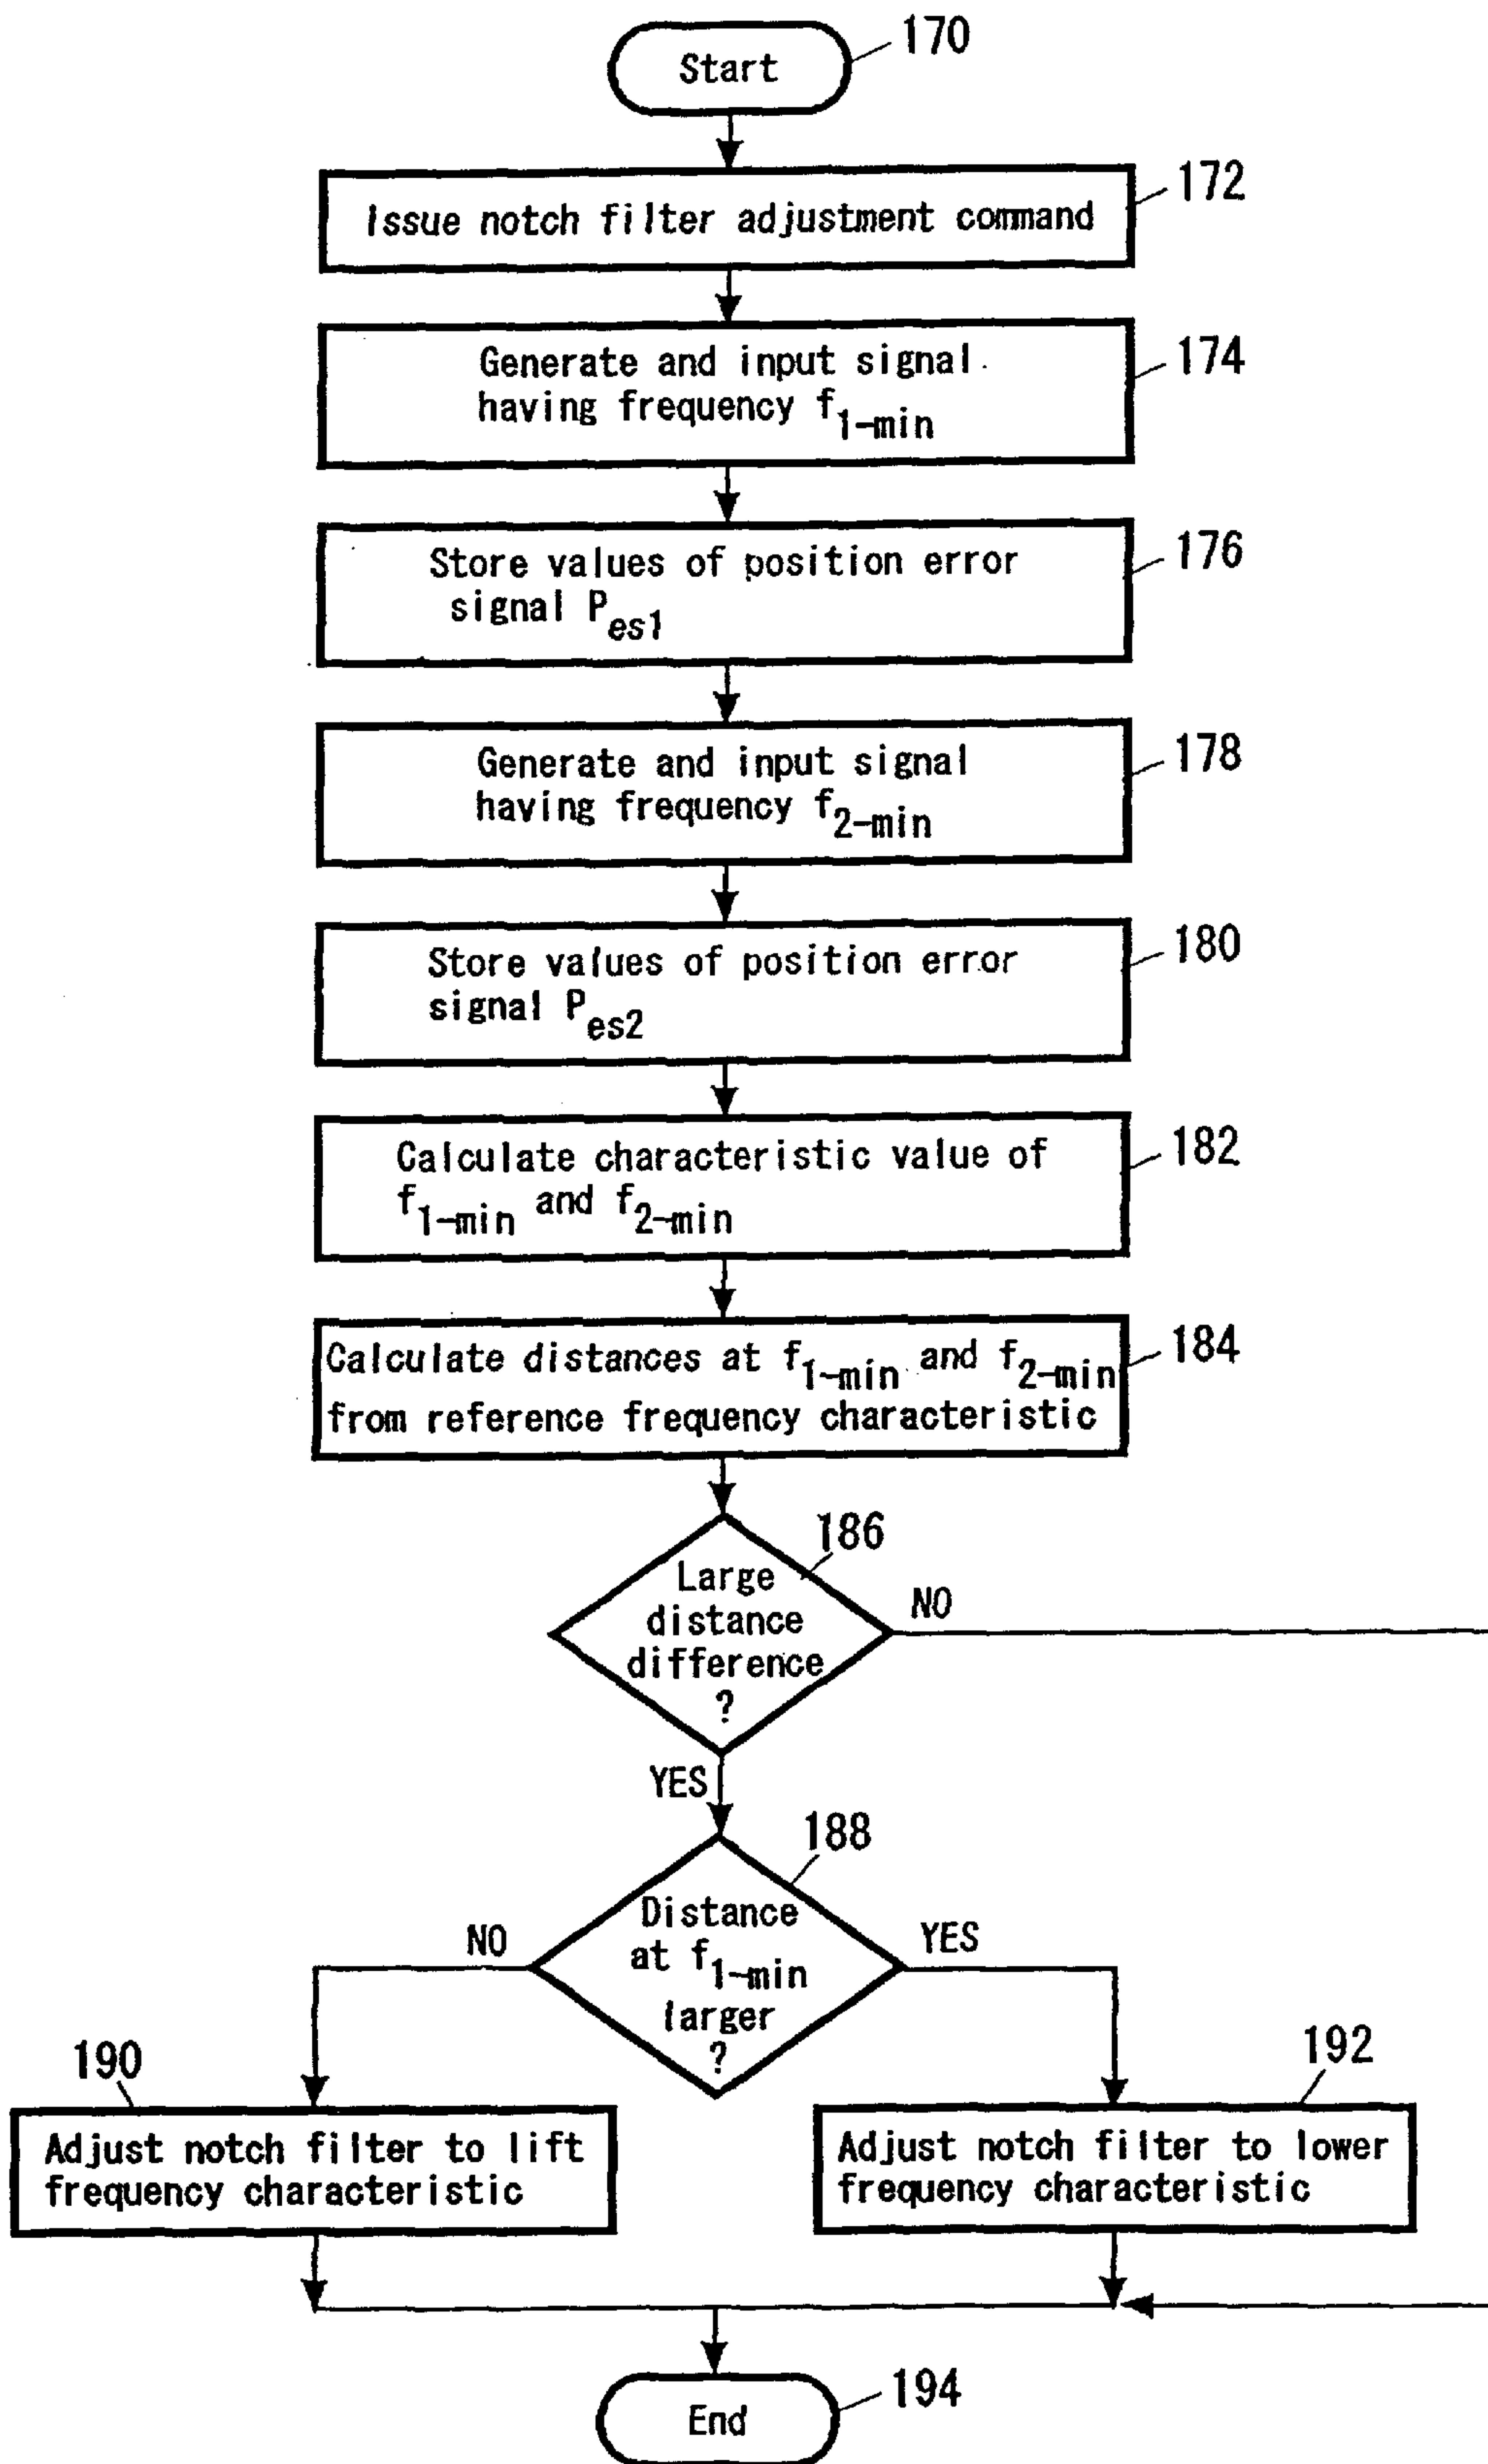 Start
170
Issue notch filter adjustment command
172
Generate and input signal
having frequency f1-min
174
Store values of position error
signal Pes1
176
Generate and input signal
having frequency f2-min
178
Store values of position error
signal Pes2
180
Calculate characteristic value of
f1-min and f2-min
182
Calculate distances at f1-min and f2-min
from reference frequency characteristic
184
186
Large
distance
difference
?
NO
YES
188
Distance
at f1-min
larger
?
NO
YES
190
Adjust notch filter to lift
frequency characteristic
192
Adjust notch filter to lower
frequency characteristic
End
194